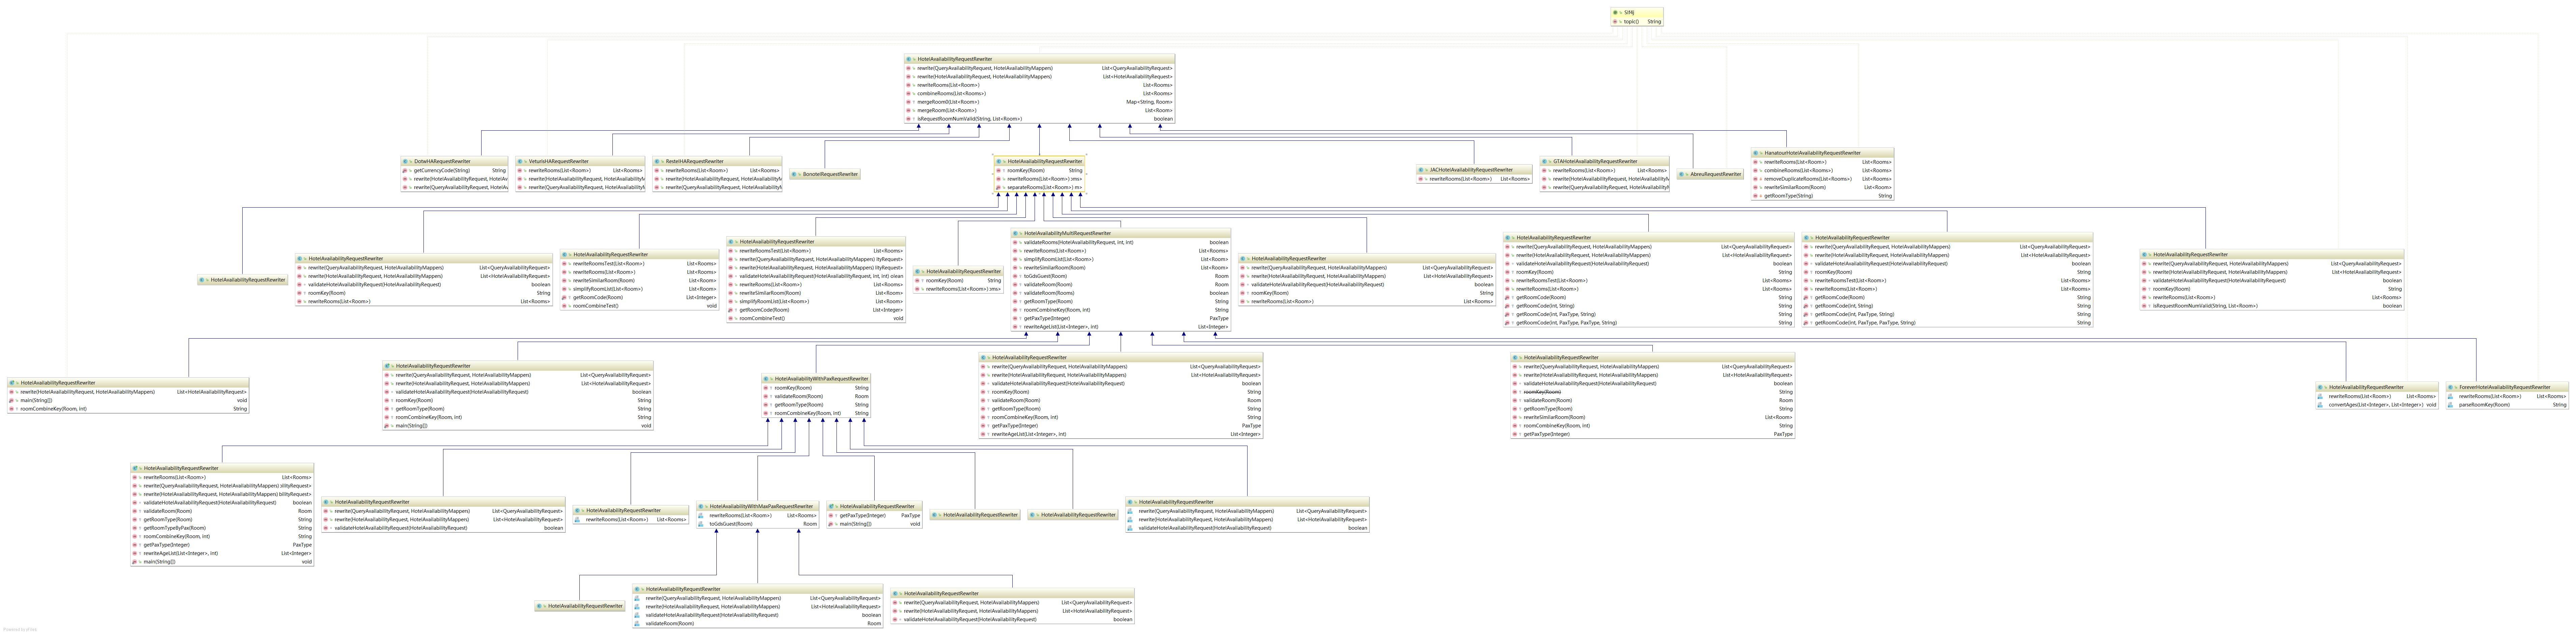 Slf4j
topic() String
HotelAvailabilityRequestRewriter
rewrite(QueryAvailabilityRequest, HotelAvailabilityMappers) List<QueryAvailabilityRequest>
rewrite(HotelAvailabilityRequest, HotelAvailabilityMappers) List<HotelAvailabilityRequest>
rewriteRooms(List<Room>) List<Rooms>
combineRooms(List<Rooms>) List<Rooms>
mergeRoom0(List<Room>) Map<String, Room>
mergeRoom(List<Room>) List<Room>
isRequestRoomNumValid(String, List<Room>) boolean
DotwHARequestRewriter
getCurrencyCode(String) String
rewrite(HotelAvailabilityRequest, HotelAv
rewrite(QueryAvailabilityRequest, HotelAv
VeturisHARequestRewriter
rewriteRooms(List<Room>) List<Rooms>
rewrite(HotelAvailabilityRequest, HotelAvailabilityM
rewrite(QueryAvailabilityRequest, HotelAvailabilityM
RestelHARequestRewriter
rewriteRooms(List<Room>) List<Rooms>
rewrite(HotelAvailabilityRequest, HotelAvailabilityM
rewrite(QueryAvailabilityRequest, HotelAvailabilityM
BonotelRequestRewriter
HotelAvailabilityRequestRewriter
roomKey(Room) String
rewriteRooms(List<Room>) oms>
separateRooms(List<Room>) ms>
JACHotelAvailabilityRequestRewriter
rewriteRooms(List<Room>) List<Rooms>
GTAHotelAvailabilityRequestRewriter
rewriteRooms(List<Room>) List<Rooms>
rewrite(HotelAvailabilityRequest, HotelAvailabilityM
rewrite(QueryAvailabilityRequest, HotelAvailabilityM
AbreuRequestRewriter
HanatourHotelAvailabilityRequestRewriter
rewriteRooms(List<Room>) List<Rooms>
combineRooms(List<Rooms>) List<Rooms>
removeDuplicateRooms(List<Rooms>) List<Rooms>
rewriteSimilarRoom(Room) List<Room>
getRoomType(String) String
HotelAvailabilityRequestRewriter
HotelAvailabilityRequestRewriter
rewrite(QueryAvailabilityRequest, HotelAvailabilityMappers) List<QueryAvailabilityRequest>
rewrite(HotelAvailabilityRequest, HotelAvailabilityMappers) List<HotelAvailabilityRequest>
validateHotelAvailabilityRequest(HotelAvailabilityRequest) boolean
roomKey(Room) String
rewriteRooms(List<Room>) List<Rooms>
HotelAvailabilityRequestRewriter
rewriteRoomsTest(List<Room>) List<Rooms>
rewriteRooms(List<Room>) List<Rooms>
rewriteSimilarRoom(Room) List<Room>
simplifyRoomList(List<Room>) List<Room>
getRoomCode(Room) List<Integer>
roomCombineTest() void
HotelAvailabilityRequestRewriter
rewriteRoomsTest(List<Room>) List<Rooms>
rewrite(QueryAvailabilityRequest, HotelAvailabilityMappers) lityRequest>
rewrite(HotelAvailabilityRequest, HotelAvailabilityMappers) lityRequest>
validateHotelAvailabilityRequest(HotelAvailabilityRequest, int, int) olean
rewriteRooms(List<Room>) List<Rooms>
rewriteSimilarRoom(Room) List<Room>
simplifyRoomList(List<Room>) List<Room>
getRoomCode(Room) List<Integer>
roomCombineTest() void
HotelAvailabilityRequestRewriter
roomKey(Room) String
rewriteRooms(List<Room>) oms>
HotelAvailabilityMultiRequestRewriter
validateRooms(HotelAvailabilityRequest, int, int) boolean
rewriteRooms(List<Room>) List<Rooms>
simplifyRoomList(List<Room>) List<Room>
rewriteSimilarRoom(Room) List<Room>
toGdsGuest(Room) Room
validateRoom(Room) Room
validateRoom(Rooms) boolean
getRoomType(Room) String
roomCombineKey(Room, int) String
getPaxType(Integer) PaxType
rewriteAgeList(List<Integer>, int) List<Integer>
HotelAvailabilityRequestRewriter
rewrite(QueryAvailabilityRequest, HotelAvailabilityMappers) List<QueryAvailabilityRequest>
rewrite(HotelAvailabilityRequest, HotelAvailabilityMappers) List<HotelAvailabilityRequest>
validateHotelAvailabilityRequest(HotelAvailabilityRequest) boolean
roomKey(Room) String
rewriteRooms(List<Room>) List<Rooms>
HotelAvailabilityRequestRewriter
rewrite(QueryAvailabilityRequest, HotelAvailabilityMappers) List<QueryAvailabilityRequest>
rewrite(HotelAvailabilityRequest, HotelAvailabilityMappers) List<HotelAvailabilityRequest>
validateHotelAvailabilityRequest(HotelAvailabilityRequest) boolean
roomKey(Room) String
rewriteRoomsTest(List<Room>) List<Rooms>
rewriteRooms(List<Room>) List<Rooms>
getRoomCode(Room) String
getRoomCode(int, String) String
getRoomCode(int, PaxType, String) String
getRoomCode(int, PaxType, PaxType, String) String
HotelAvailabilityRequestRewriter
rewrite(QueryAvailabilityRequest, HotelAvailabilityMappers) List<QueryAvailabilityRequest>
rewrite(HotelAvailabilityRequest, HotelAvailabilityMappers) List<HotelAvailabilityRequest>
validateHotelAvailabilityRequest(HotelAvailabilityRequest) boolean
roomKey(Room) String
rewriteRoomsTest(List<Room>) List<Rooms>
rewriteRooms(List<Room>) List<Rooms>
getRoomCode(Room) String
getRoomCode(int, String) String
getRoomCode(int, PaxType, String) String
getRoomCode(int, PaxType, PaxType, String) String
HotelAvailabilityRequestRewriter
rewrite(QueryAvailabilityRequest, HotelAvailabilityMappers) List<QueryAvailabilityRequest>
rewrite(HotelAvailabilityRequest, HotelAvailabilityMappers) List<HotelAvailabilityRequest>
validateHotelAvailabilityRequest(HotelAvailabilityRequest) boolean
roomKey(Room) String
rewriteRooms(List<Room>) List<Rooms>
isRequestRoomNumValid(String, List<Room>) boolean
HotelAvailabilityRequestRewriter
rewrite(HotelAvailabilityRequest, HotelAvailabilityMappers) List<HotelAvailabilityRequest>
main(String[]) void
roomCombineKey(Room, int) String
HotelAvailabilityRequestRewriter
rewrite(QueryAvailabilityRequest, HotelAvailabilityMappers) List<QueryAvailabilityRequest>
rewrite(HotelAvailabilityRequest, HotelAvailabilityMappers) List<HotelAvailabilityRequest>
validateHotelAvailabilityRequest(HotelAvailabilityRequest) boolean
roomKey(Room) String
getRoomType(Room) String
roomCombineKey(Room, int) String
main(String[]) void
HotelAvailabilityWithPaxRequestRewriter
roomKey(Room) String
validateRoom(Room) Room
getRoomType(Room) String
roomCombineKey(Room, int) String
HotelAvailabilityRequestRewriter
rewrite(QueryAvailabilityRequest, HotelAvailabilityMappers) List<QueryAvailabilityRequest>
rewrite(HotelAvailabilityRequest, HotelAvailabilityMappers) List<HotelAvailabilityRequest>
validateHotelAvailabilityRequest(HotelAvailabilityRequest) boolean
roomKey(Room) String
validateRoom(Room) Room
getRoomType(Room) String
roomCombineKey(Room, int) String
getPaxType(Integer) PaxType
rewriteAgeList(List<Integer>, int) List<Integer>
HotelAvailabilityRequestRewriter
rewrite(QueryAvailabilityRequest, HotelAvailabilityMappers) List<QueryAvailabilityRequest>
rewrite(HotelAvailabilityRequest, HotelAvailabilityMappers) List<HotelAvailabilityRequest>
validateHotelAvailabilityRequest(HotelAvailabilityRequest) boolean
roomKey(Room) String
validateRoom(Room) Room
getRoomType(Room) String
rewriteSimilarRoom(Room) List<Room>
roomCombineKey(Room, int) String
getPaxType(Integer) PaxType
HotelAvailabilityRequestRewriter
rewriteRooms(List<Room>) List<Rooms>
convertAges(List<Integer>, List<Integer>) void
ForeverHotelAvailabilityRequestRewriter
rewriteRooms(List<Room>) List<Rooms>
parseRoomKey(Room) String
HotelAvailabilityRequestRewriter
rewriteRooms(List<Room>) List<Rooms>
rewrite(QueryAvailabilityRequest, HotelAvailabilityMappers) bilityRequest>
rewrite(HotelAvailabilityRequest, HotelAvailabilityMappers) bilityRequest>
validateHotelAvailabilityRequest(HotelAvailabilityRequest) boolean
validateRoom(Room) Room
getRoomType(Room) String
getRoomTypeByPax(Room) String
roomCombineKey(Room, int) String
getPaxType(Integer) PaxType
rewriteAgeList(List<Integer>, int) List<Integer>
main(String[]) void
HotelAvailabilityRequestRewriter
rewrite(QueryAvailabilityRequest, HotelAvailabilityMappers) List<QueryAvailabilityRequest>
rewrite(HotelAvailabilityRequest, HotelAvailabilityMappers) List<HotelAvailabilityRequest>
validateHotelAvailabilityRequest(HotelAvailabilityRequest) boolean
HotelAvailabilityRequestRewriter
rewriteRooms(List<Room>) List<Rooms>
HotelAvailabilityWithMaxPaxRequestRewriter
rewriteRooms(List<Room>) List<Rooms>
toGdsGuest(Room) Room
HotelAvailabilityRequestRewriter
getPaxType(Integer) PaxType
main(String[]) void
HotelAvailabilityRequestRewriter
HotelAvailabilityRequestRewriter
HotelAvailabilityRequestRewriter
rewrite(QueryAvailabilityRequest, HotelAvailabilityMappers) List<QueryAvailabilityRequest>
rewrite(HotelAvailabilityRequest, HotelAvailabilityMappers) List<HotelAvailabilityRequest>
validateHotelAvailabilityRequest(HotelAvailabilityRequest) boolean
HotelAvailabilityRequestRewriter
HotelAvailabilityRequestRewriter
rewrite(QueryAvailabilityRequest, HotelAvailabilityMappers) List<QueryAvailabilityRequest>
rewrite(HotelAvailabilityRequest, HotelAvailabilityMappers) List<HotelAvailabilityRequest>
validateHotelAvailabilityRequest(HotelAvailabilityRequest) boolean
validateRoom(Room) Room
HotelAvailabilityRequestRewriter
rewrite(QueryAvailabilityRequest, HotelAvailabilityMappers) List<QueryAvailabilityRequest>
rewrite(HotelAvailabilityRequest, HotelAvailabilityMappers) List<HotelAvailabilityRequest>
validateHotelAvailabilityRequest(HotelAvailabilityRequest) boolean
Powered by yFiles